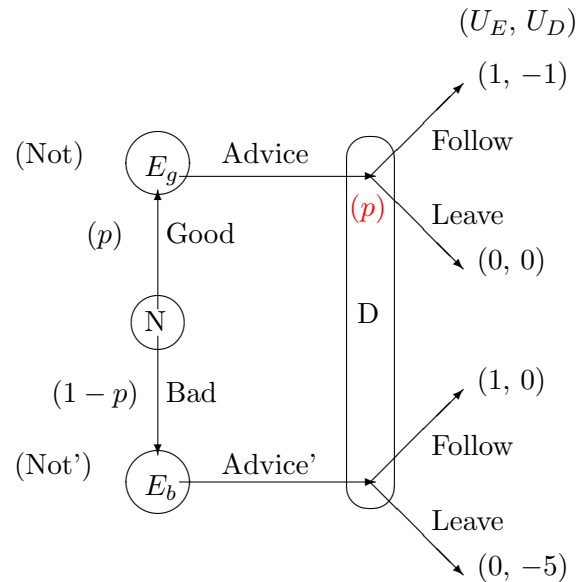 (U_E, U_D)
(1, −1)
(Not) E_g Advice
Follow
(p)
(p) Good
Leave
(0, 0)
N
D
(1, 0)
(1 − p) Bad
Follow
(Not') E_b Advice'
Leave
(0, −5)